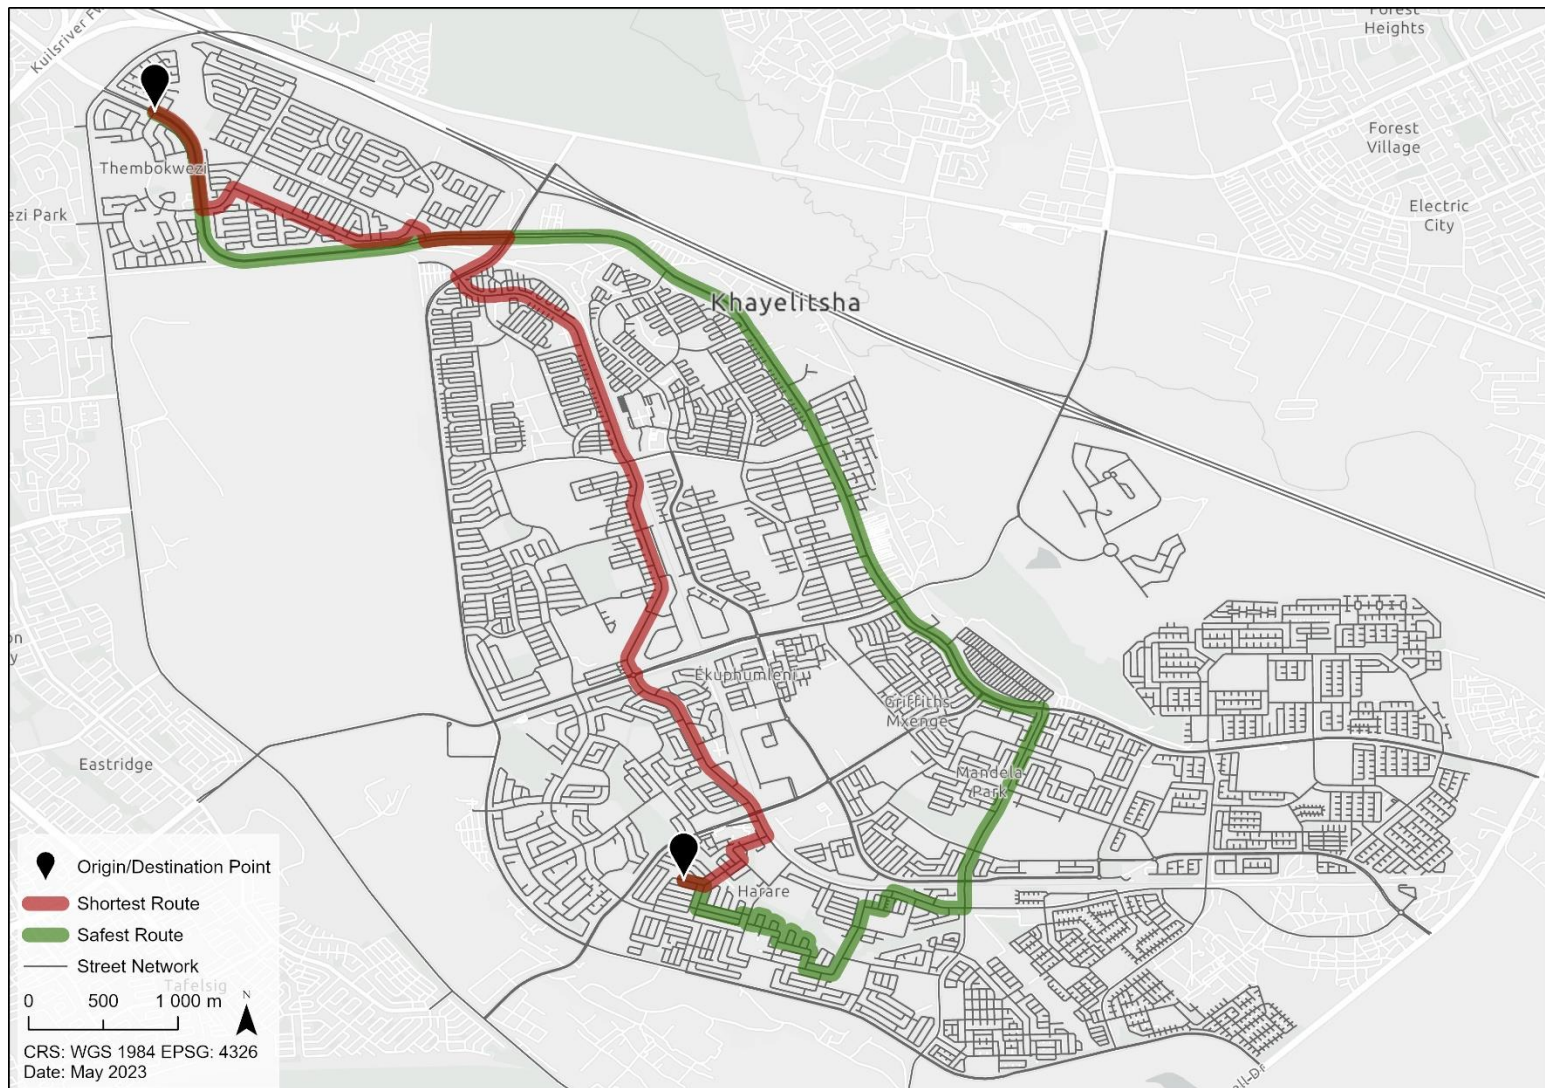 Forest
Heights
Kuilsriver
Forest
Village
Thembokwezi
ezi Park
Electric
City
Khayelitsha
Ekuphumleni
Griffiths
Mxenge
Eastridge
Mandela
Park
Harare
Origin/Destination Point
Shortest Route
Safest Route
Street Network
Tafelsig
0 500 1 000 m
N
CRS: WGS 1984 EPSG: 4326
Date: May 2023